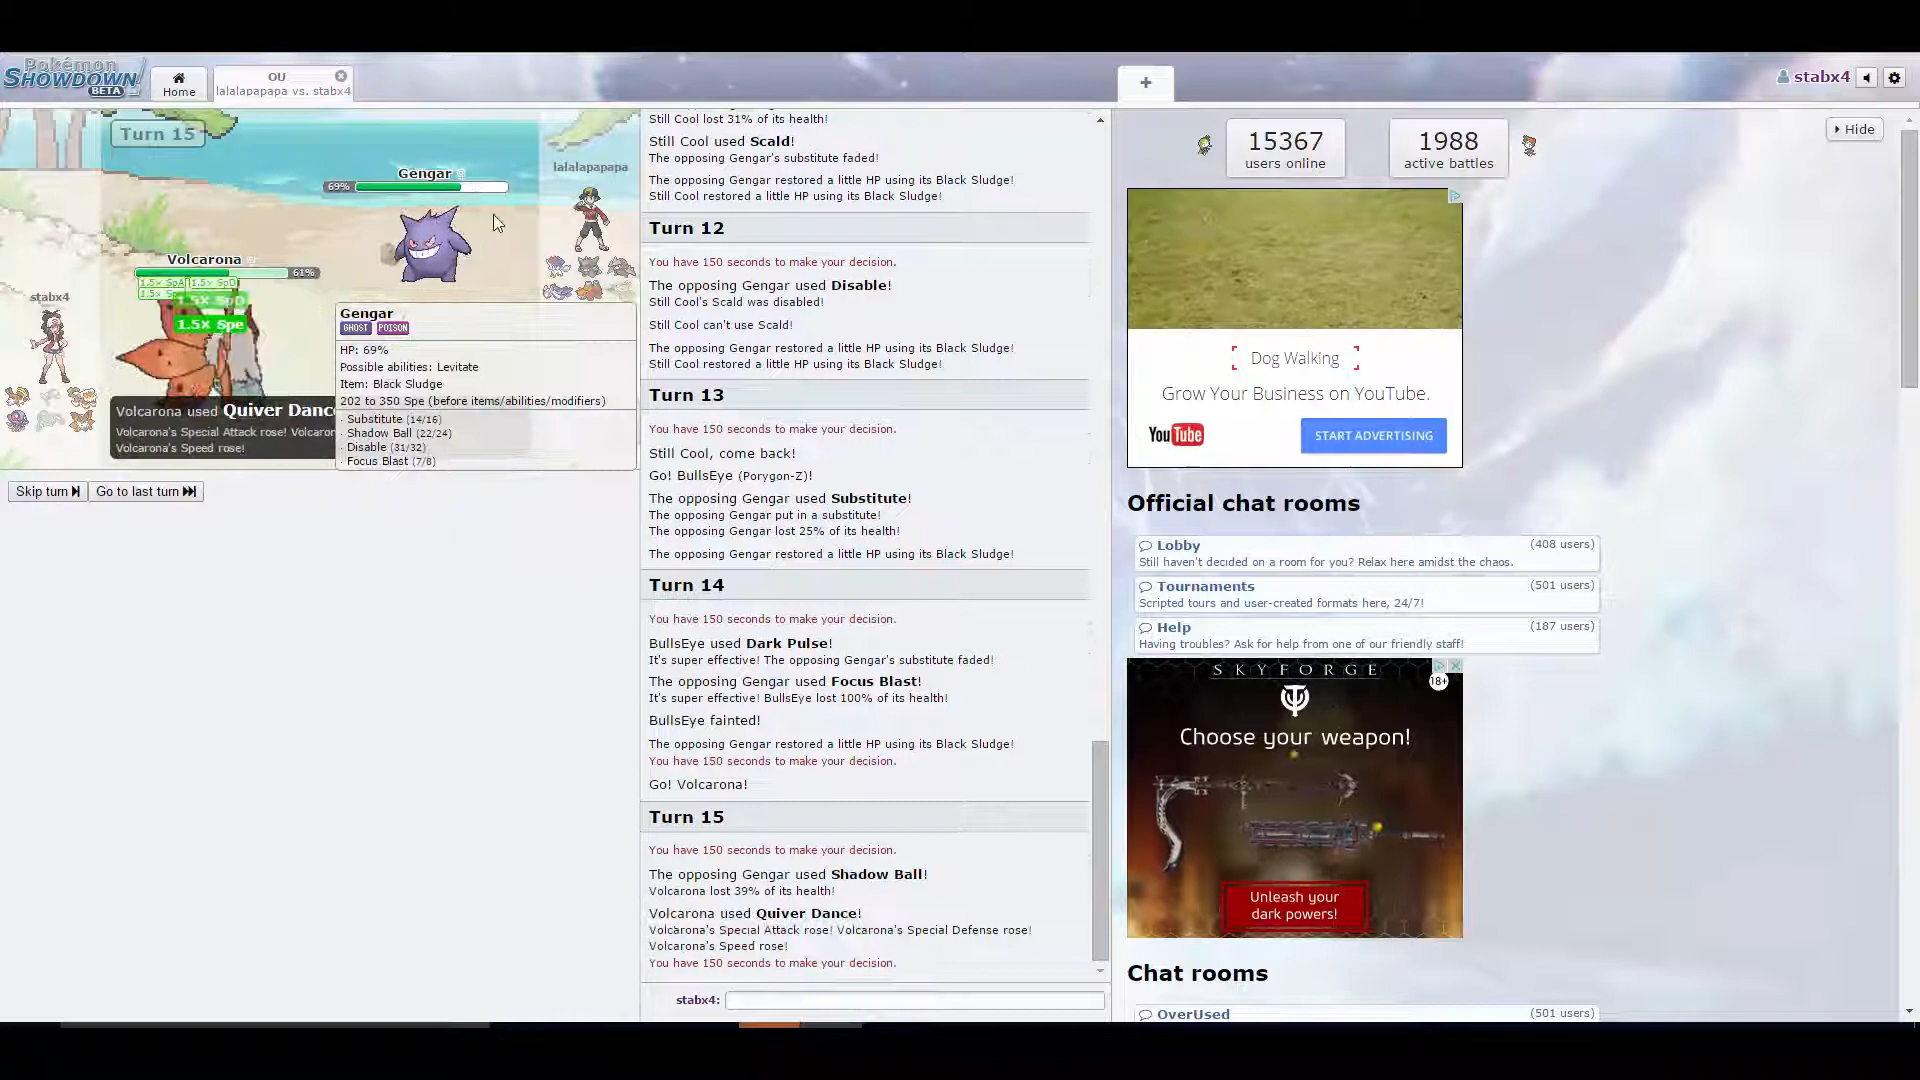 Pokémon
SHOWDOWN!
BETA
Home
OU
lalalapapapa vs. stabx4
+
stabx4
Turn 15
lalalapapapa
Gengar
69%
Volcarona
61%
stabx4
1.5× SpA 1.5× SpD
1.5× Spe
1.5× SpD
1.5× Spe
Gengar
GHOST POISON
HP: 69%
Possible abilities: Levitate
Item: Black Sludge
202 to 350 Spe (before items/abilities/modifiers)
· Substitute (14/16)
· Shadow Ball (22/24)
· Disable (31/32)
· Focus Blast (7/8)
Volcarona used Quiver Dance
Volcarona's Special Attack rose! Volcaron
Volcarona's Speed rose!
Skip turn Go to last turn
Still Cool lost 31% of its health!
Still Cool used Scald!
The opposing Gengar's substitute faded!
The opposing Gengar restored a little HP using its Black Sludge!
Still Cool restored a little HP using its Black Sludge!
Turn 12
You have 150 seconds to make your decision.
The opposing Gengar used Disable!
Still Cool's Scald was disabled!
Still Cool can't use Scald!
The opposing Gengar restored a little HP using its Black Sludge!
Still Cool restored a little HP using its Black Sludge!
Turn 13
You have 150 seconds to make your decision.
Still Cool, come back!
Go! BullsEye (Porygon-Z)!
The opposing Gengar used Substitute!
The opposing Gengar put in a substitute!
The opposing Gengar lost 25% of its health!
The opposing Gengar restored a little HP using its Black Sludge!
Turn 14
You have 150 seconds to make your decision.
BullsEye used Dark Pulse!
It's super effective! The opposing Gengar's substitute faded!
The opposing Gengar used Focus Blast!
It's super effective! BullsEye lost 100% of its health!
BullsEye fainted!
The opposing Gengar restored a little HP using its Black Sludge!
You have 150 seconds to make your decision.
Go! Volcarona!
Turn 15
You have 150 seconds to make your decision.
The opposing Gengar used Shadow Ball!
Volcarona lost 39% of its health!
Volcarona used Quiver Dance!
Volcarona's Special Attack rose! Volcarona's Special Defense rose!
Volcarona's Speed rose!
You have 150 seconds to make your decision.
stabx4:
Hide
15367
users online
1988
active battles
Dog Walking
Grow Your Business on YouTube.
YouTube
START ADVERTISING
Official chat rooms
Lobby (408 users)
Still haven't decided on a room for you? Relax here amidst the chaos.
Tournaments (501 users)
Scripted tours and user-created formats here, 24/7!
Help (187 users)
Having troubles? Ask for help from one of our friendly staff!
SKYFORGE
18+
Choose your weapon!
Unleash your
dark powers!
Chat rooms
OverUsed (501 users)